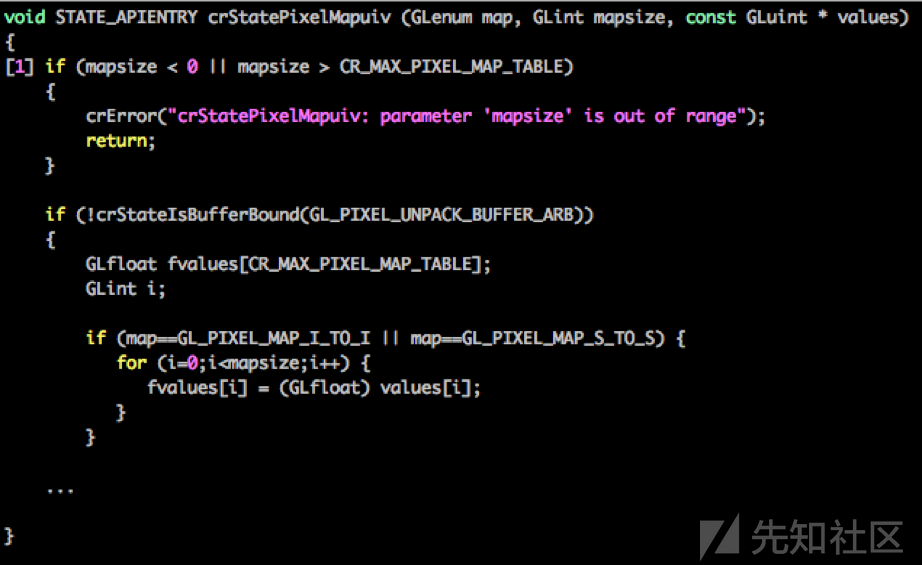 void STATE_APIENTRY crStatePixelMapuiv (GLenum map, GLint mapsize, const GLuint * values)
{
[1] if (mapsize < 0 || mapsize > CR_MAX_PIXEL_MAP_TABLE)
{
crError("crStatePixelMapuiv: parameter 'mapsize' is out of range");
return;
}
if (!crStateIsBufferBound(GL_PIXEL_UNPACK_BUFFER_ARB))
{
GLfloat fvalues[CR_MAX_PIXEL_MAP_TABLE];
GLint i;
if (map==GL_PIXEL_MAP_I_TO_I || map==GL_PIXEL_MAP_S_TO_S) {
for (i=0;i<mapsize;i++) {
fvalues[i] = (GLfloat) values[i];
}
}
...
}
先知社区